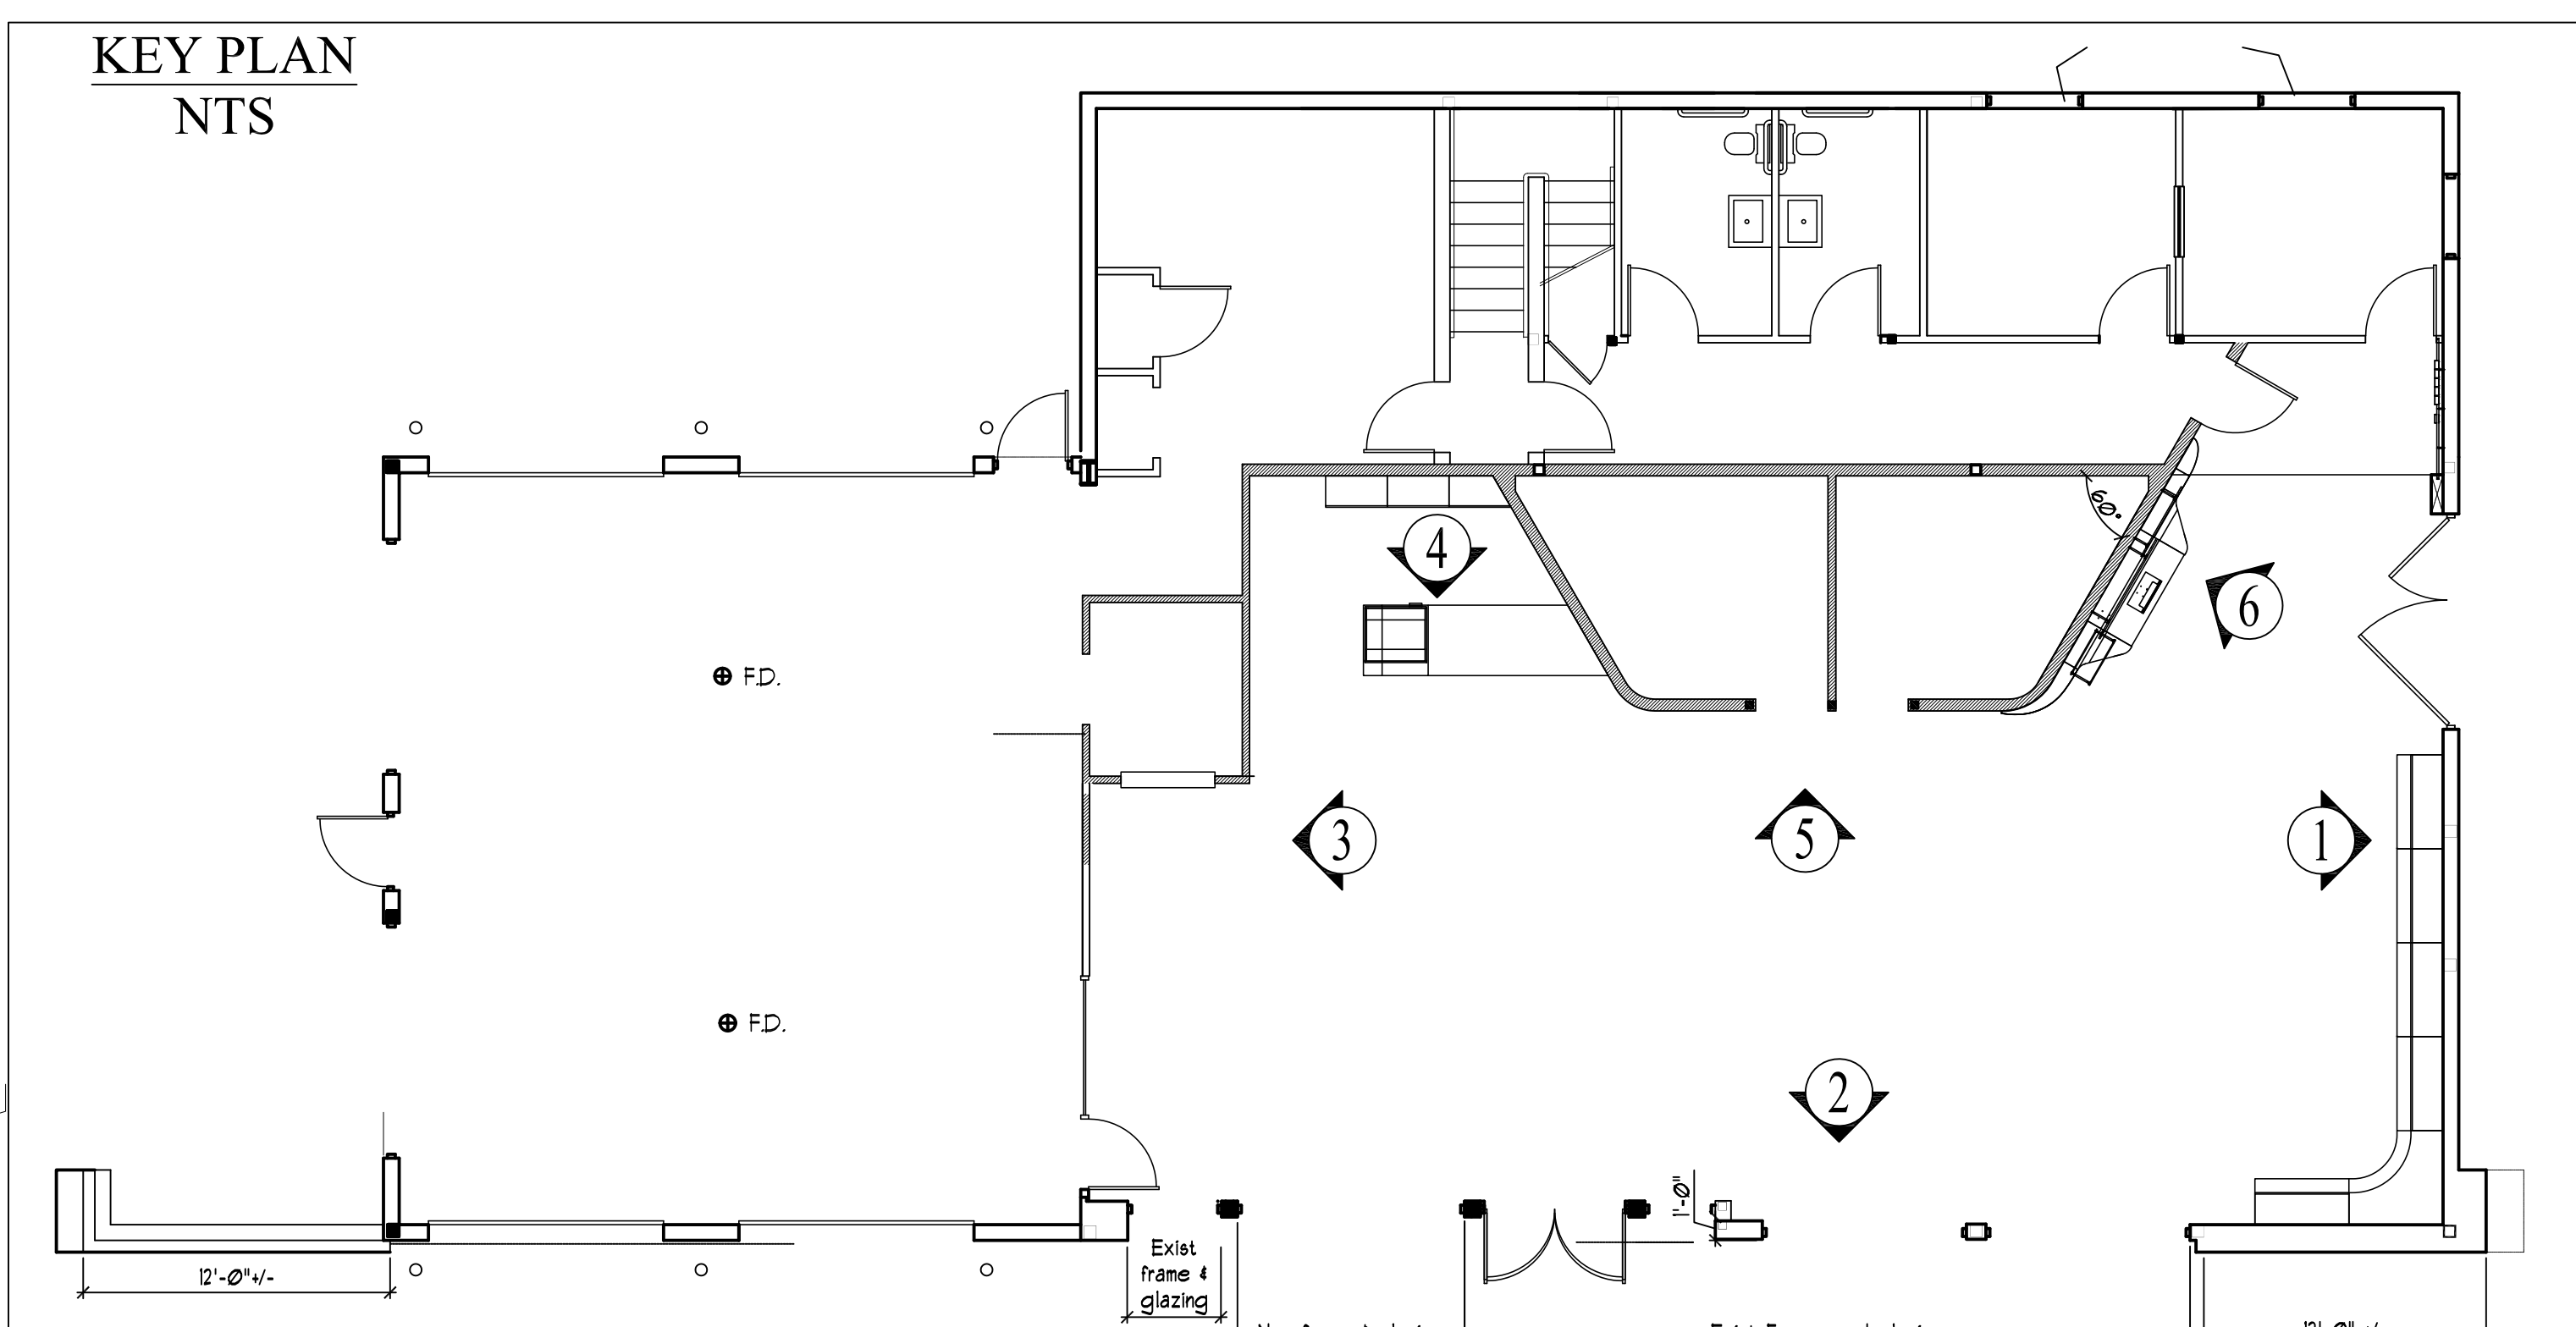 KEY PLAN
NTS
60°
4
6
F.D.
3
5
1
F.D.
2
1'-0"
Exist
frame &
glazing
12'-0"+/-